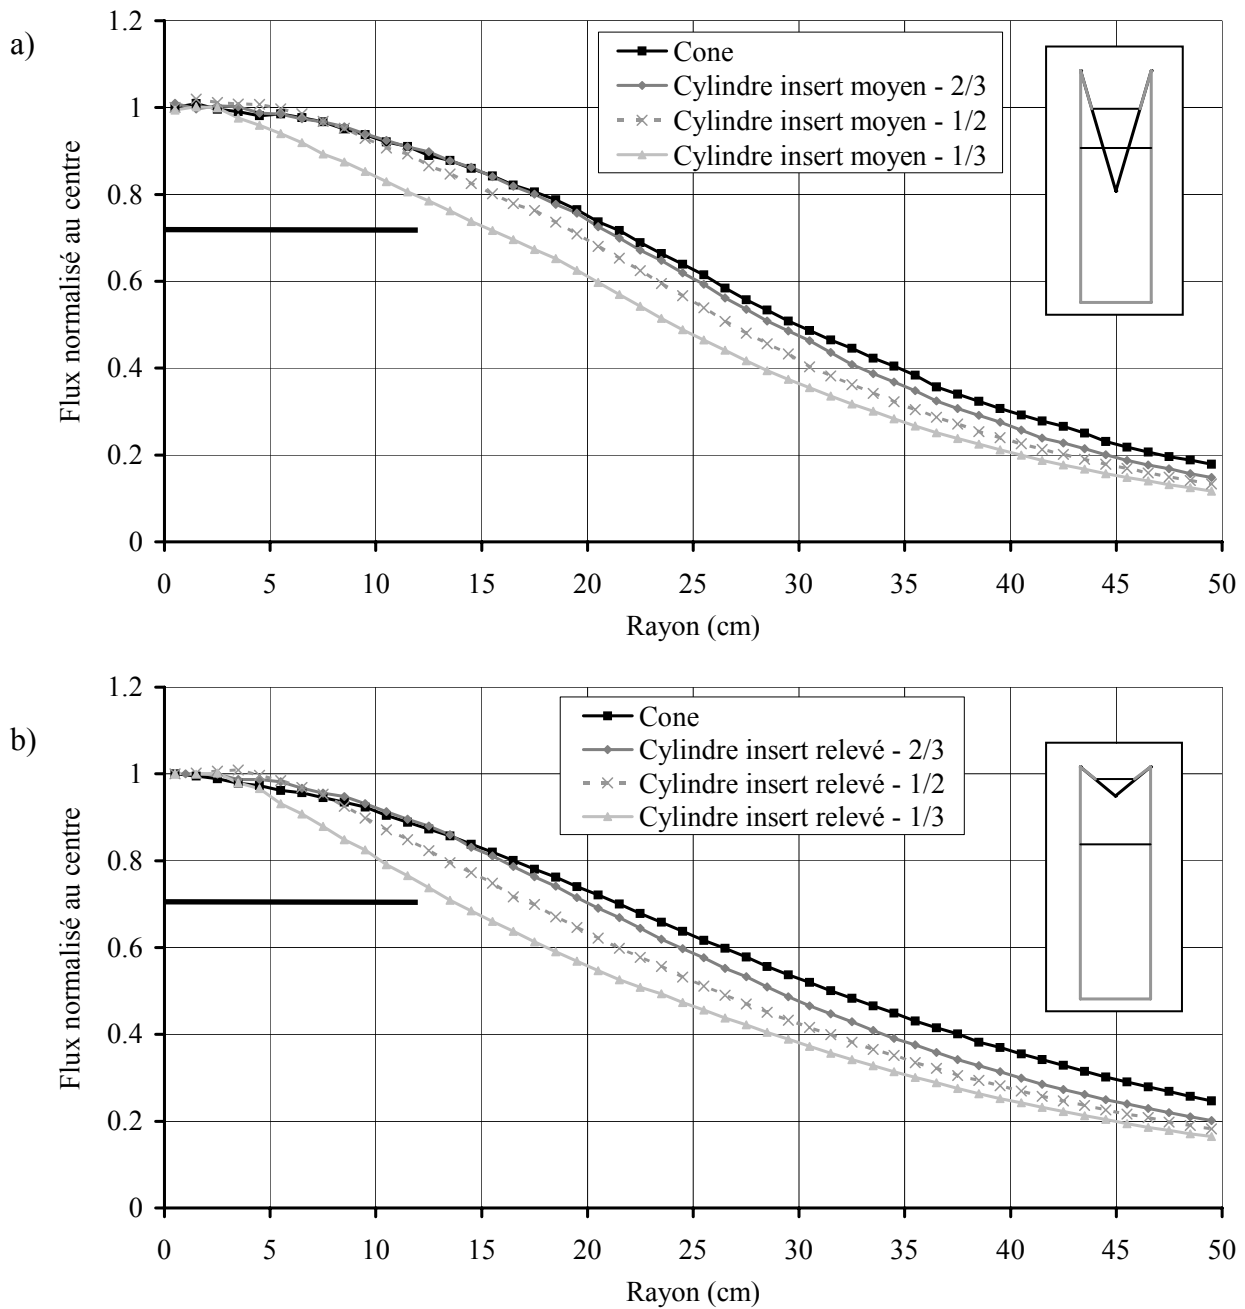 a)
1.2
1
0.8
0.6
0.4
0.2
0
Flux normalisé au centre
Cone
Cylindre insert moyen - 2/3
Cylindre insert moyen - 1/2
Cylindre insert moyen - 1/3
0 5 10 15 20 25 30 35 40 45 50
Rayon (cm)
b)
1.2
1
0.8
0.6
0.4
0.2
0
Flux normalisé au centre
Cone
Cylindre insert relevé - 2/3
Cylindre insert relevé - 1/2
Cylindre insert relevé - 1/3
0 5 10 15 20 25 30 35 40 45 50
Rayon (cm)